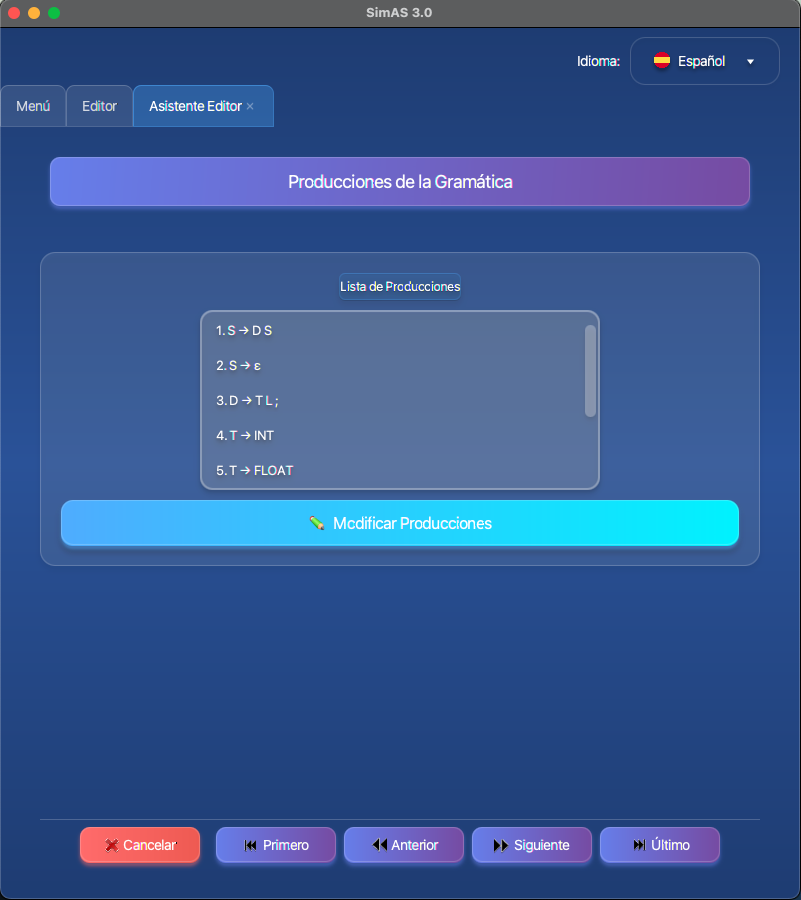 SimAS 3.0
Idioma: Español
Menú Editor Asistente Editor ×
Producciones de la Gramática
Lista de Producciones
1. S → D S
2. S → ε
3. D → T L ;
4. T → INT
5. T → FLOAT
Modificar Producciones
Cancelar Primero Anterior Siguiente Último